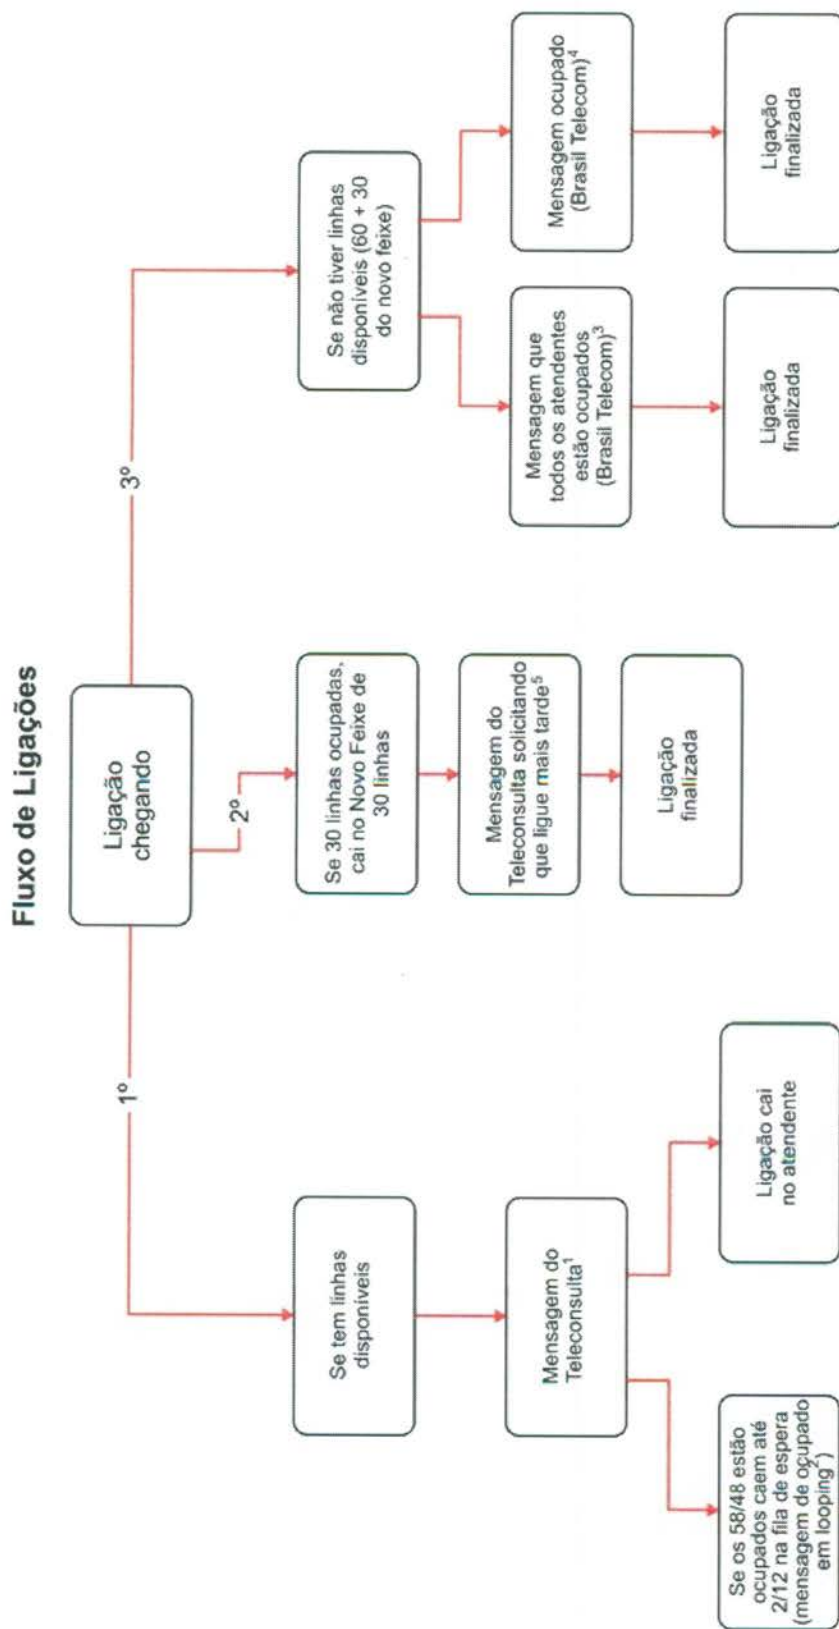 Fluxo de Ligações
Ligação
chegando
1º
2º
3º
Se tem linhas
disponíveis
Mensagem do
Teleconsulta¹
Se os 58/48 estão
ocupados caem até
2/12 na fila de espera
(mensagem de ocupado
em looping²)
Ligação cai
no atendente
Se 30 linhas ocupadas,
cai no Novo Feixe de
30 linhas
Mensagem do
Teleconsulta solicitando
que ligue mais tarde⁵
Ligação
finalizada
Se não tiver linhas
disponíveis (60 + 30
do novo feixe)
Mensagem que
todos os atendentes
estão ocupados
(Brasil Telecom)³
Ligação
finalizada
Mensagem ocupado
(Brasil Telecom)⁴
Ligação
finalizada